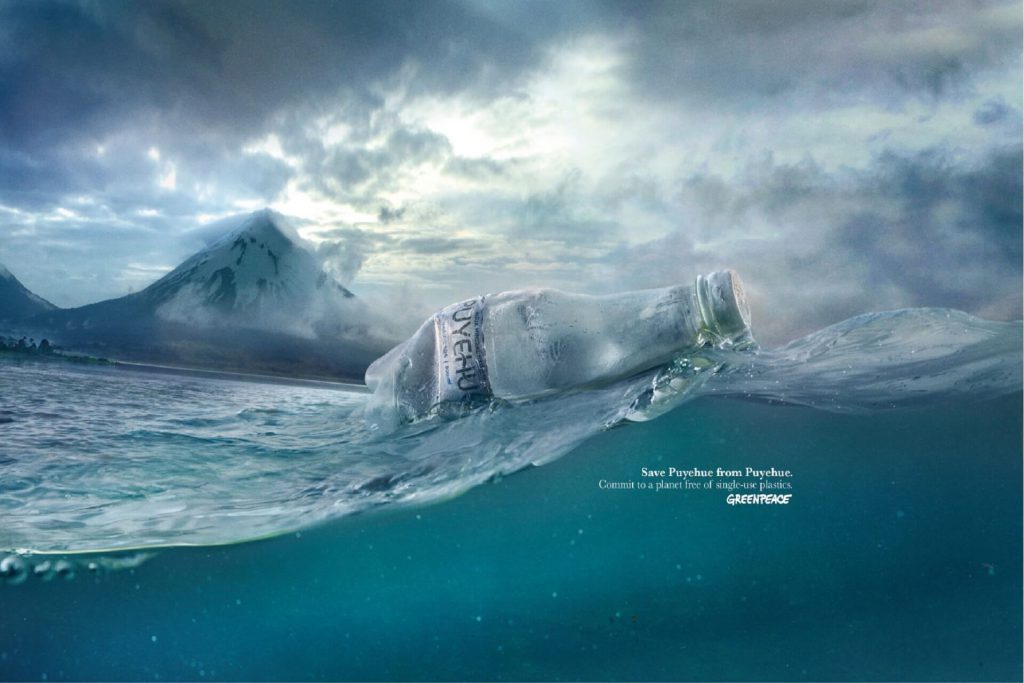 PUYEHU
Save Puyehue from Puyehue.
Commit to a planet free of single-use plastics.
GREENPEACE